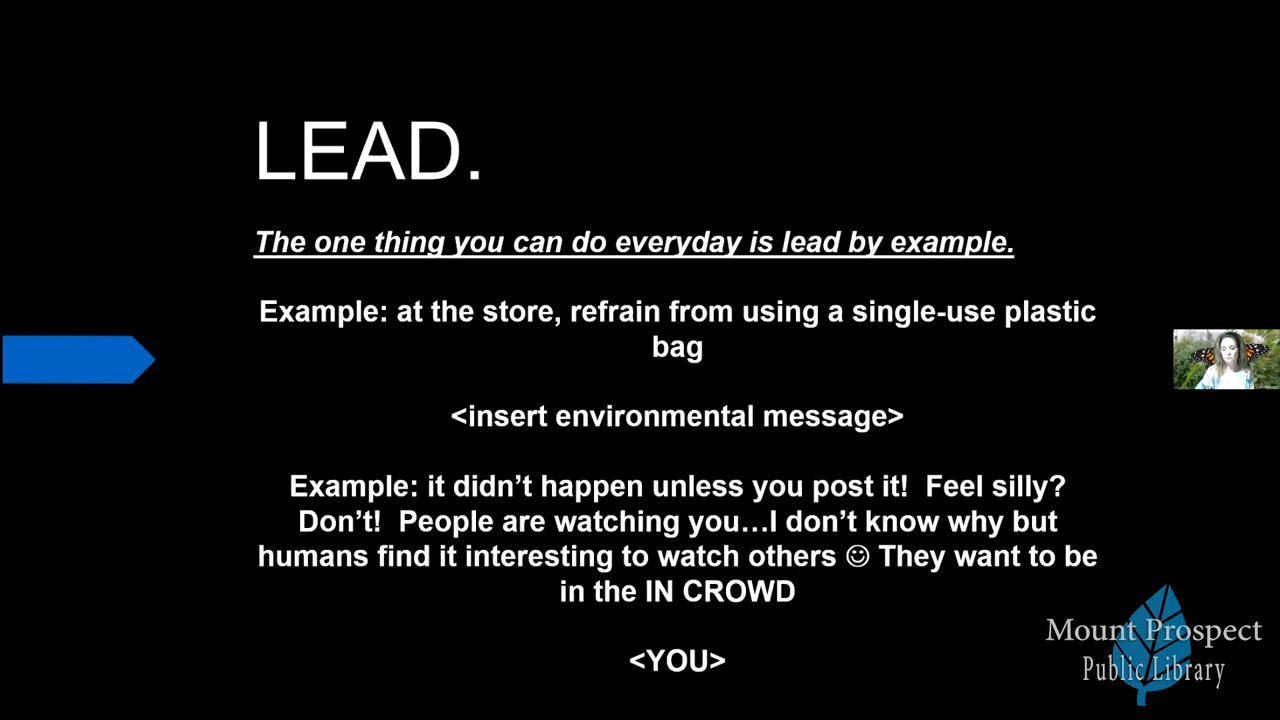 LEAD.
The one thing you can do everyday is lead by example.
Example: at the store, refrain from using a single-use plastic
bag
<insert environmental message>
Example: it didn’t happen unless you post it!  Feel silly?
Don’t!  People are watching you…I don’t know why but
humans find it interesting to watch others ☺ They want to be
in the IN CROWD
<YOU>
Mount Prospect
Public Library